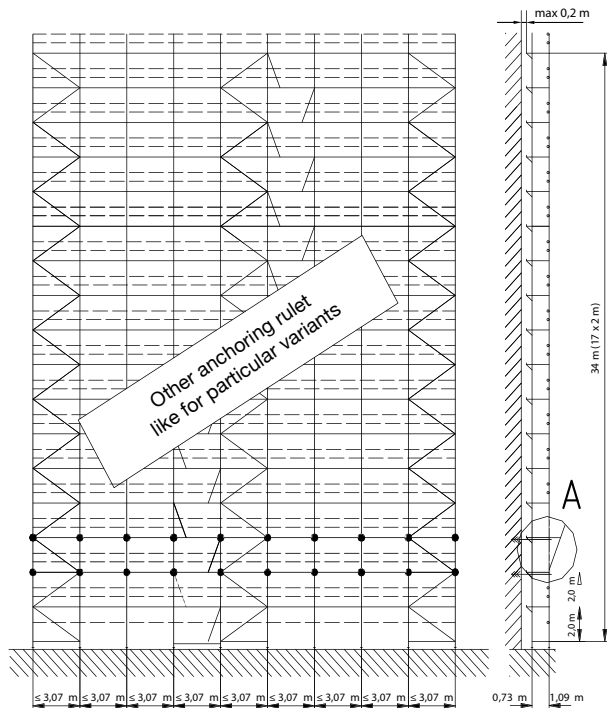 max 0,2 m
34 m (17 x 2 m)
Other anchoring rulet
like for particular variants
A
2,0 m
2,0 m
≤ 3,07 m ≤ 3,07 m ≤ 3,07 m ≤ 3,07 m ≤ 3,07 m ≤ 3,07 m ≤ 3,07 m ≤ 3,07 m ≤ 3,07 m 0,73 m 1,09 m